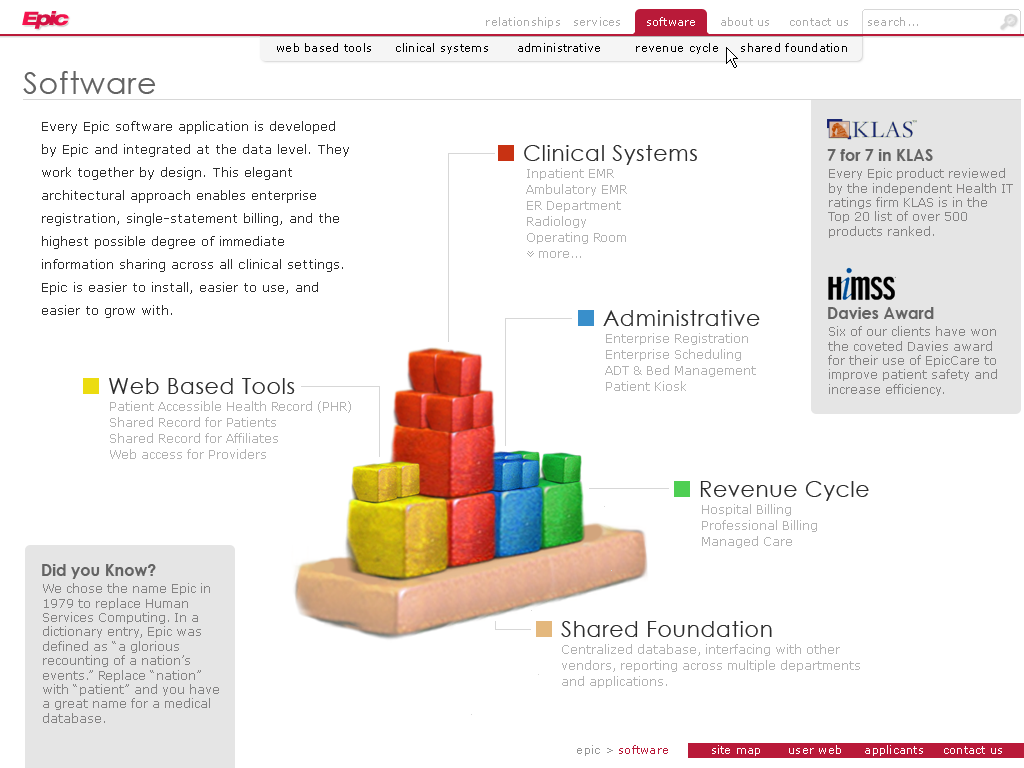 Epic
relationships services software about us contact us search...
web based tools clinical systems administrative revenue cycle shared foundation
Software
Every Epic software application is developed
by Epic and integrated at the data level. They
work together by design. This elegant
architectural approach enables enterprise
registration, single-statement billing, and the
highest possible degree of immediate
information sharing across all clinical settings.
Epic is easier to install, easier to use, and
easier to grow with.
Clinical Systems
Inpatient EMR
Ambulatory EMR
ER Department
Radiology
Operating Room
more...
KLAS™
7 for 7 in KLAS
Every Epic product reviewed
by the independent Health IT
ratings firm KLAS is in the
Top 20 list of over 500
products ranked.
HiMSS
Davies Award
Six of our clients have won
the coveted Davies award
for their use of EpicCare to
improve patient safety and
increase efficiency.
Administrative
Enterprise Registration
Enterprise Scheduling
ADT & Bed Management
Patient Kiosk
Web Based Tools
Patient Accessible Health Record (PHR)
Shared Record for Patients
Shared Record for Affiliates
Web access for Providers
Revenue Cycle
Hospital Billing
Professional Billing
Managed Care
Did you Know?
We chose the name Epic in
1979 to replace Human
Services Computing. In a
dictionary entry, Epic was
defined as “a glorious
recounting of a nation’s
events.” Replace “nation”
with “patient” and you have
a great name for a medical
database.
Shared Foundation
Centralized database, interfacing with other
vendors, reporting across multiple departments
and applications.
epic > software site map user web applicants contact us